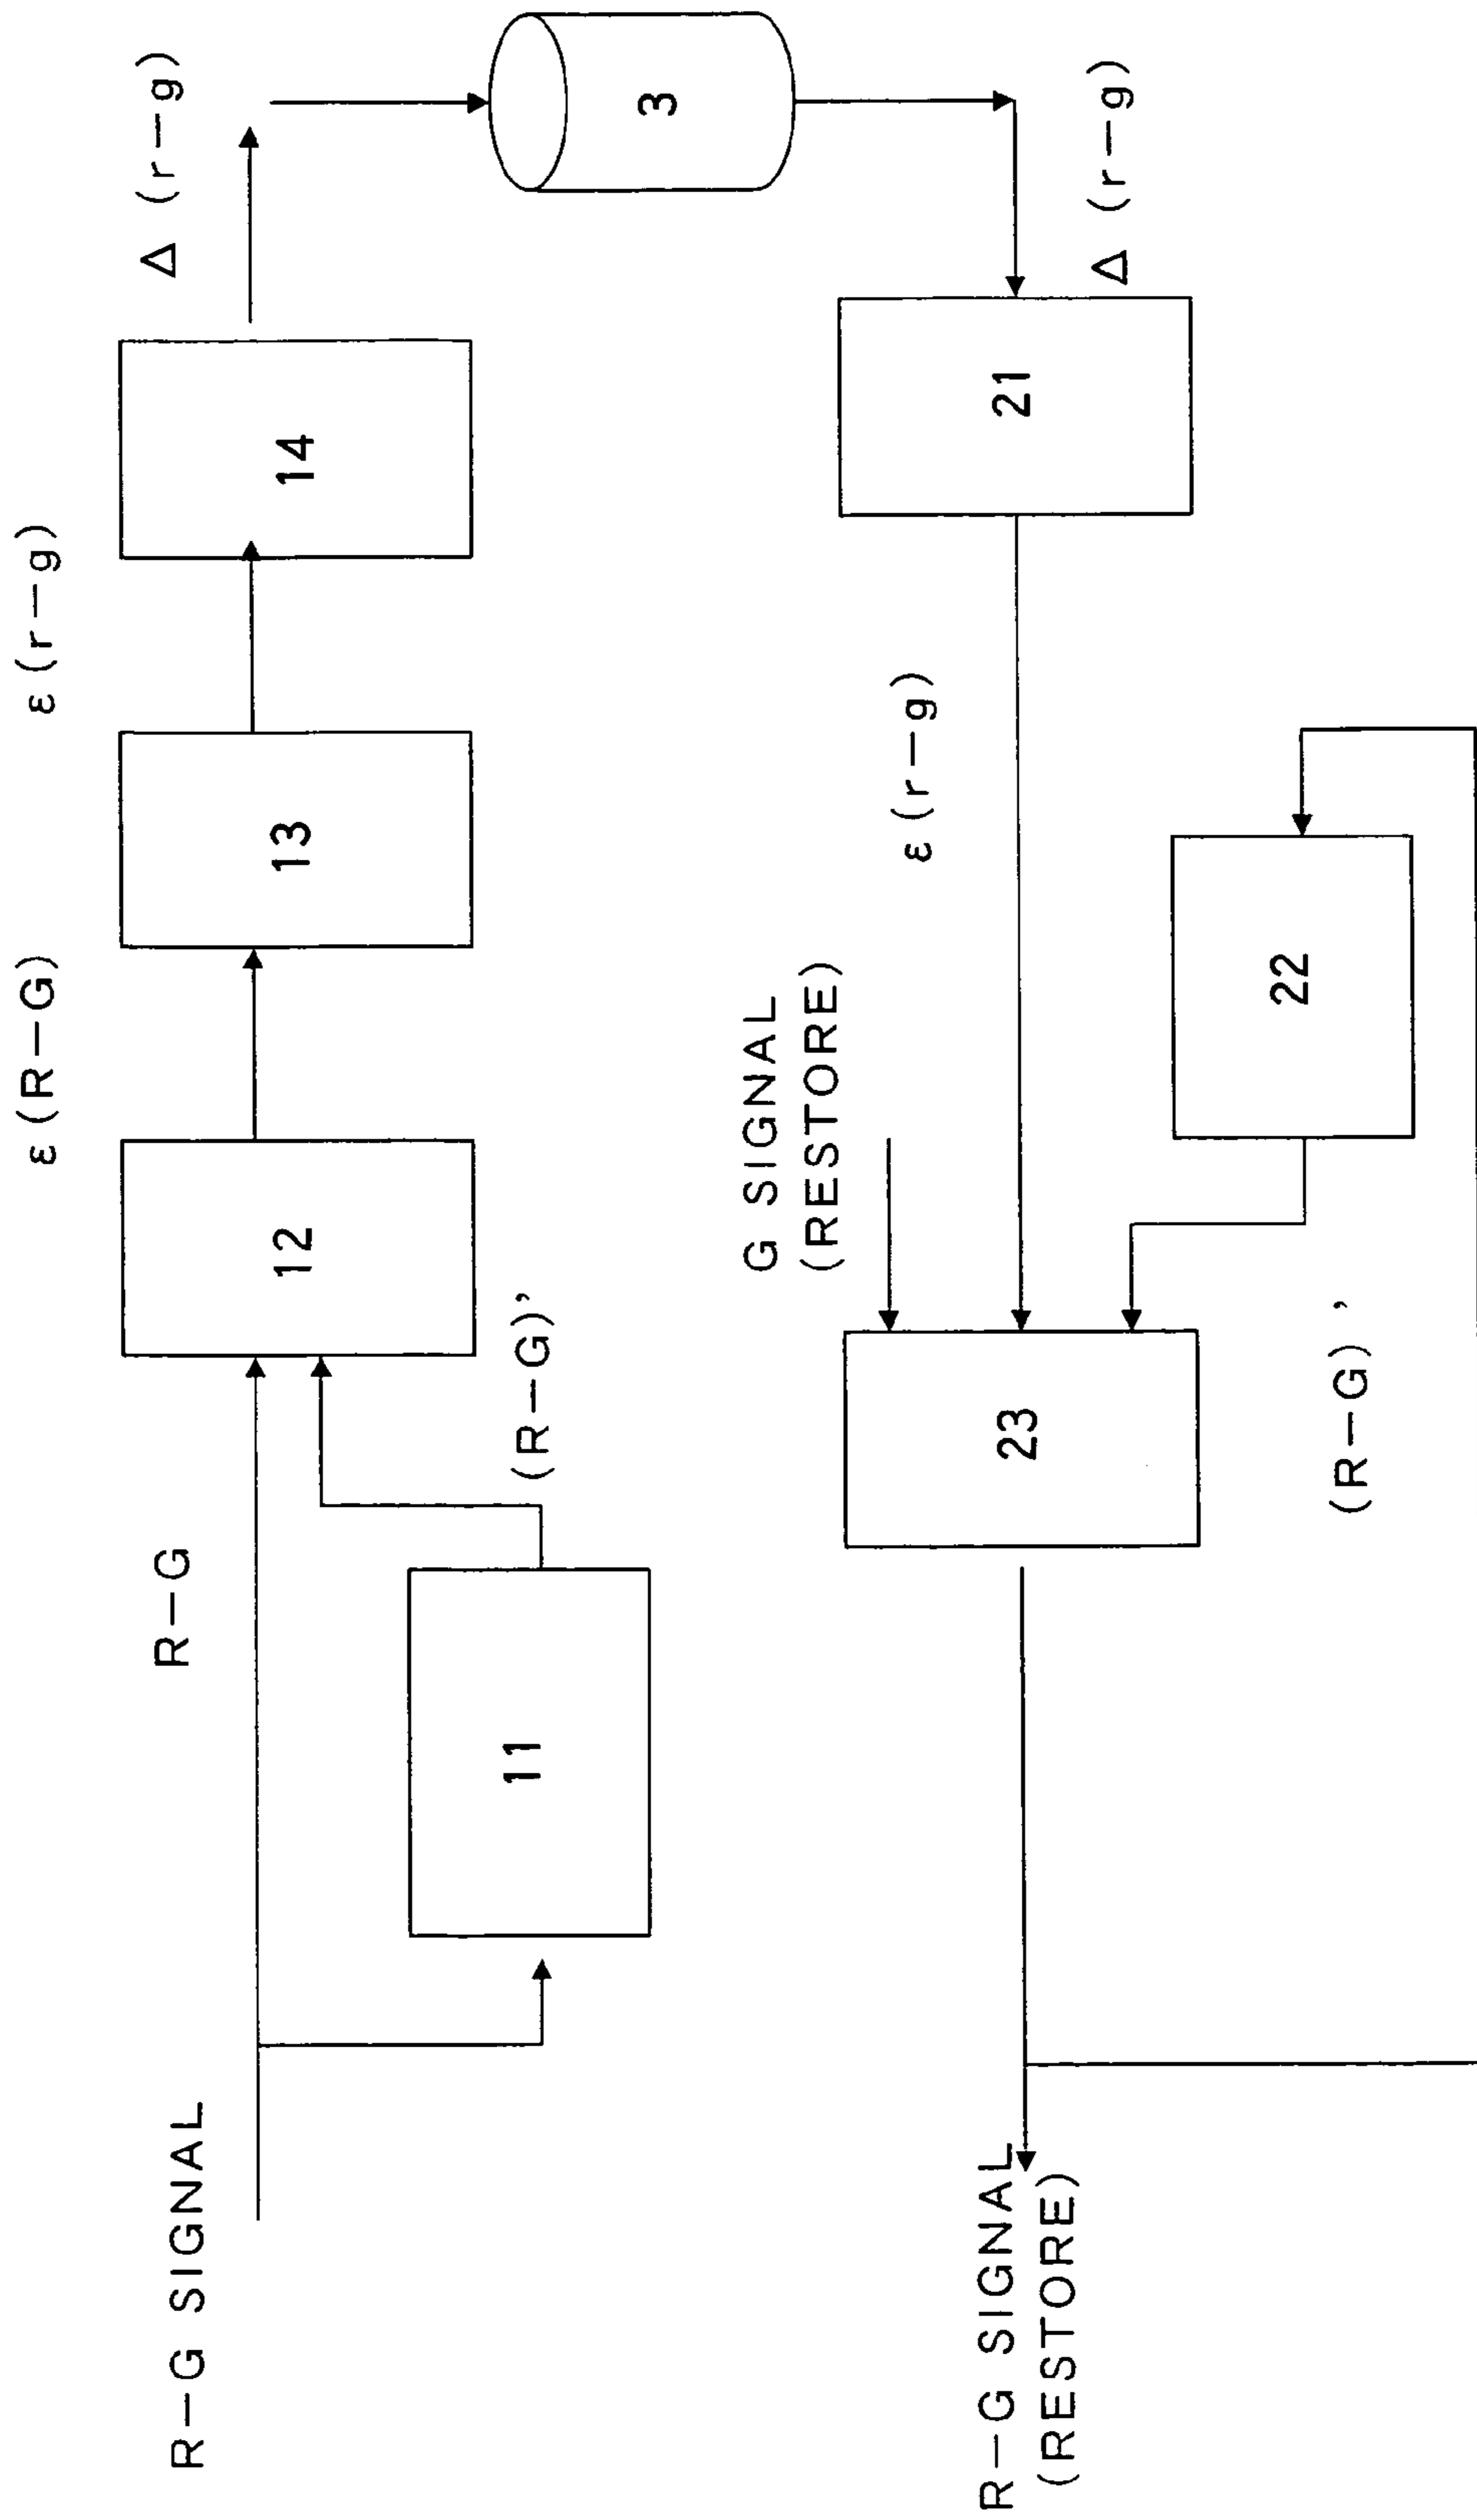 R−G SIGNAL
R−G
11
(R−G)’
12
ε(R−G)
13
ε(r−g)
14
Δ (r−g)
3
Δ (r−g)
21
ε(r−g)
G SIGNAL
(RESTORE)
22
(R−G) ’
23
R−G SIGNAL
(RESTORE)